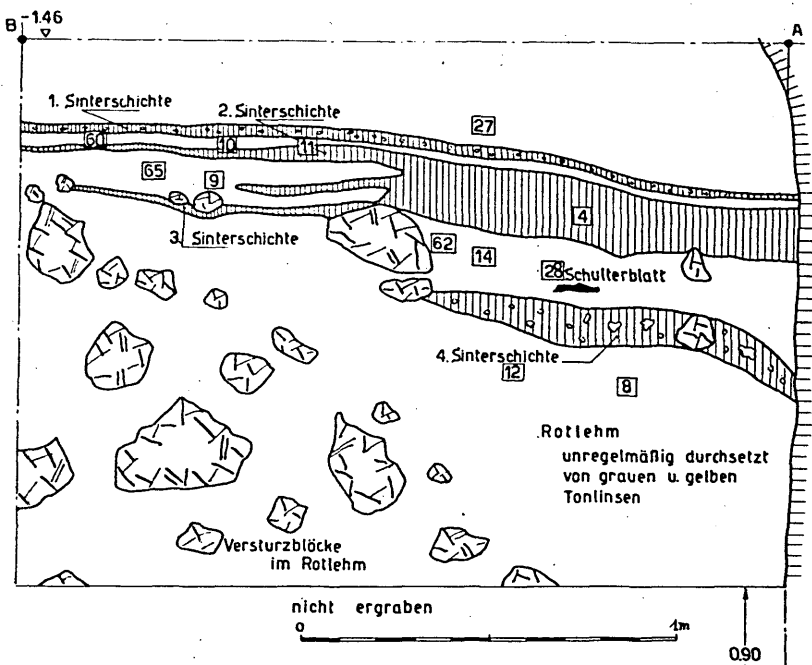 B -1.46 A
1. Sinterschichte
2. Sinterschichte
27
60
10
11
65
9
4
3. Sinterschichte
62
14
28 Schulterblatt
4. Sinterschichte
12
8
Rotlehm
unregelmäßig durchsetzt
von grauen u. gelben
Tonlinsen
Versturzblöcke
im Rotlehm
nicht ergraben
0 1m
0.90